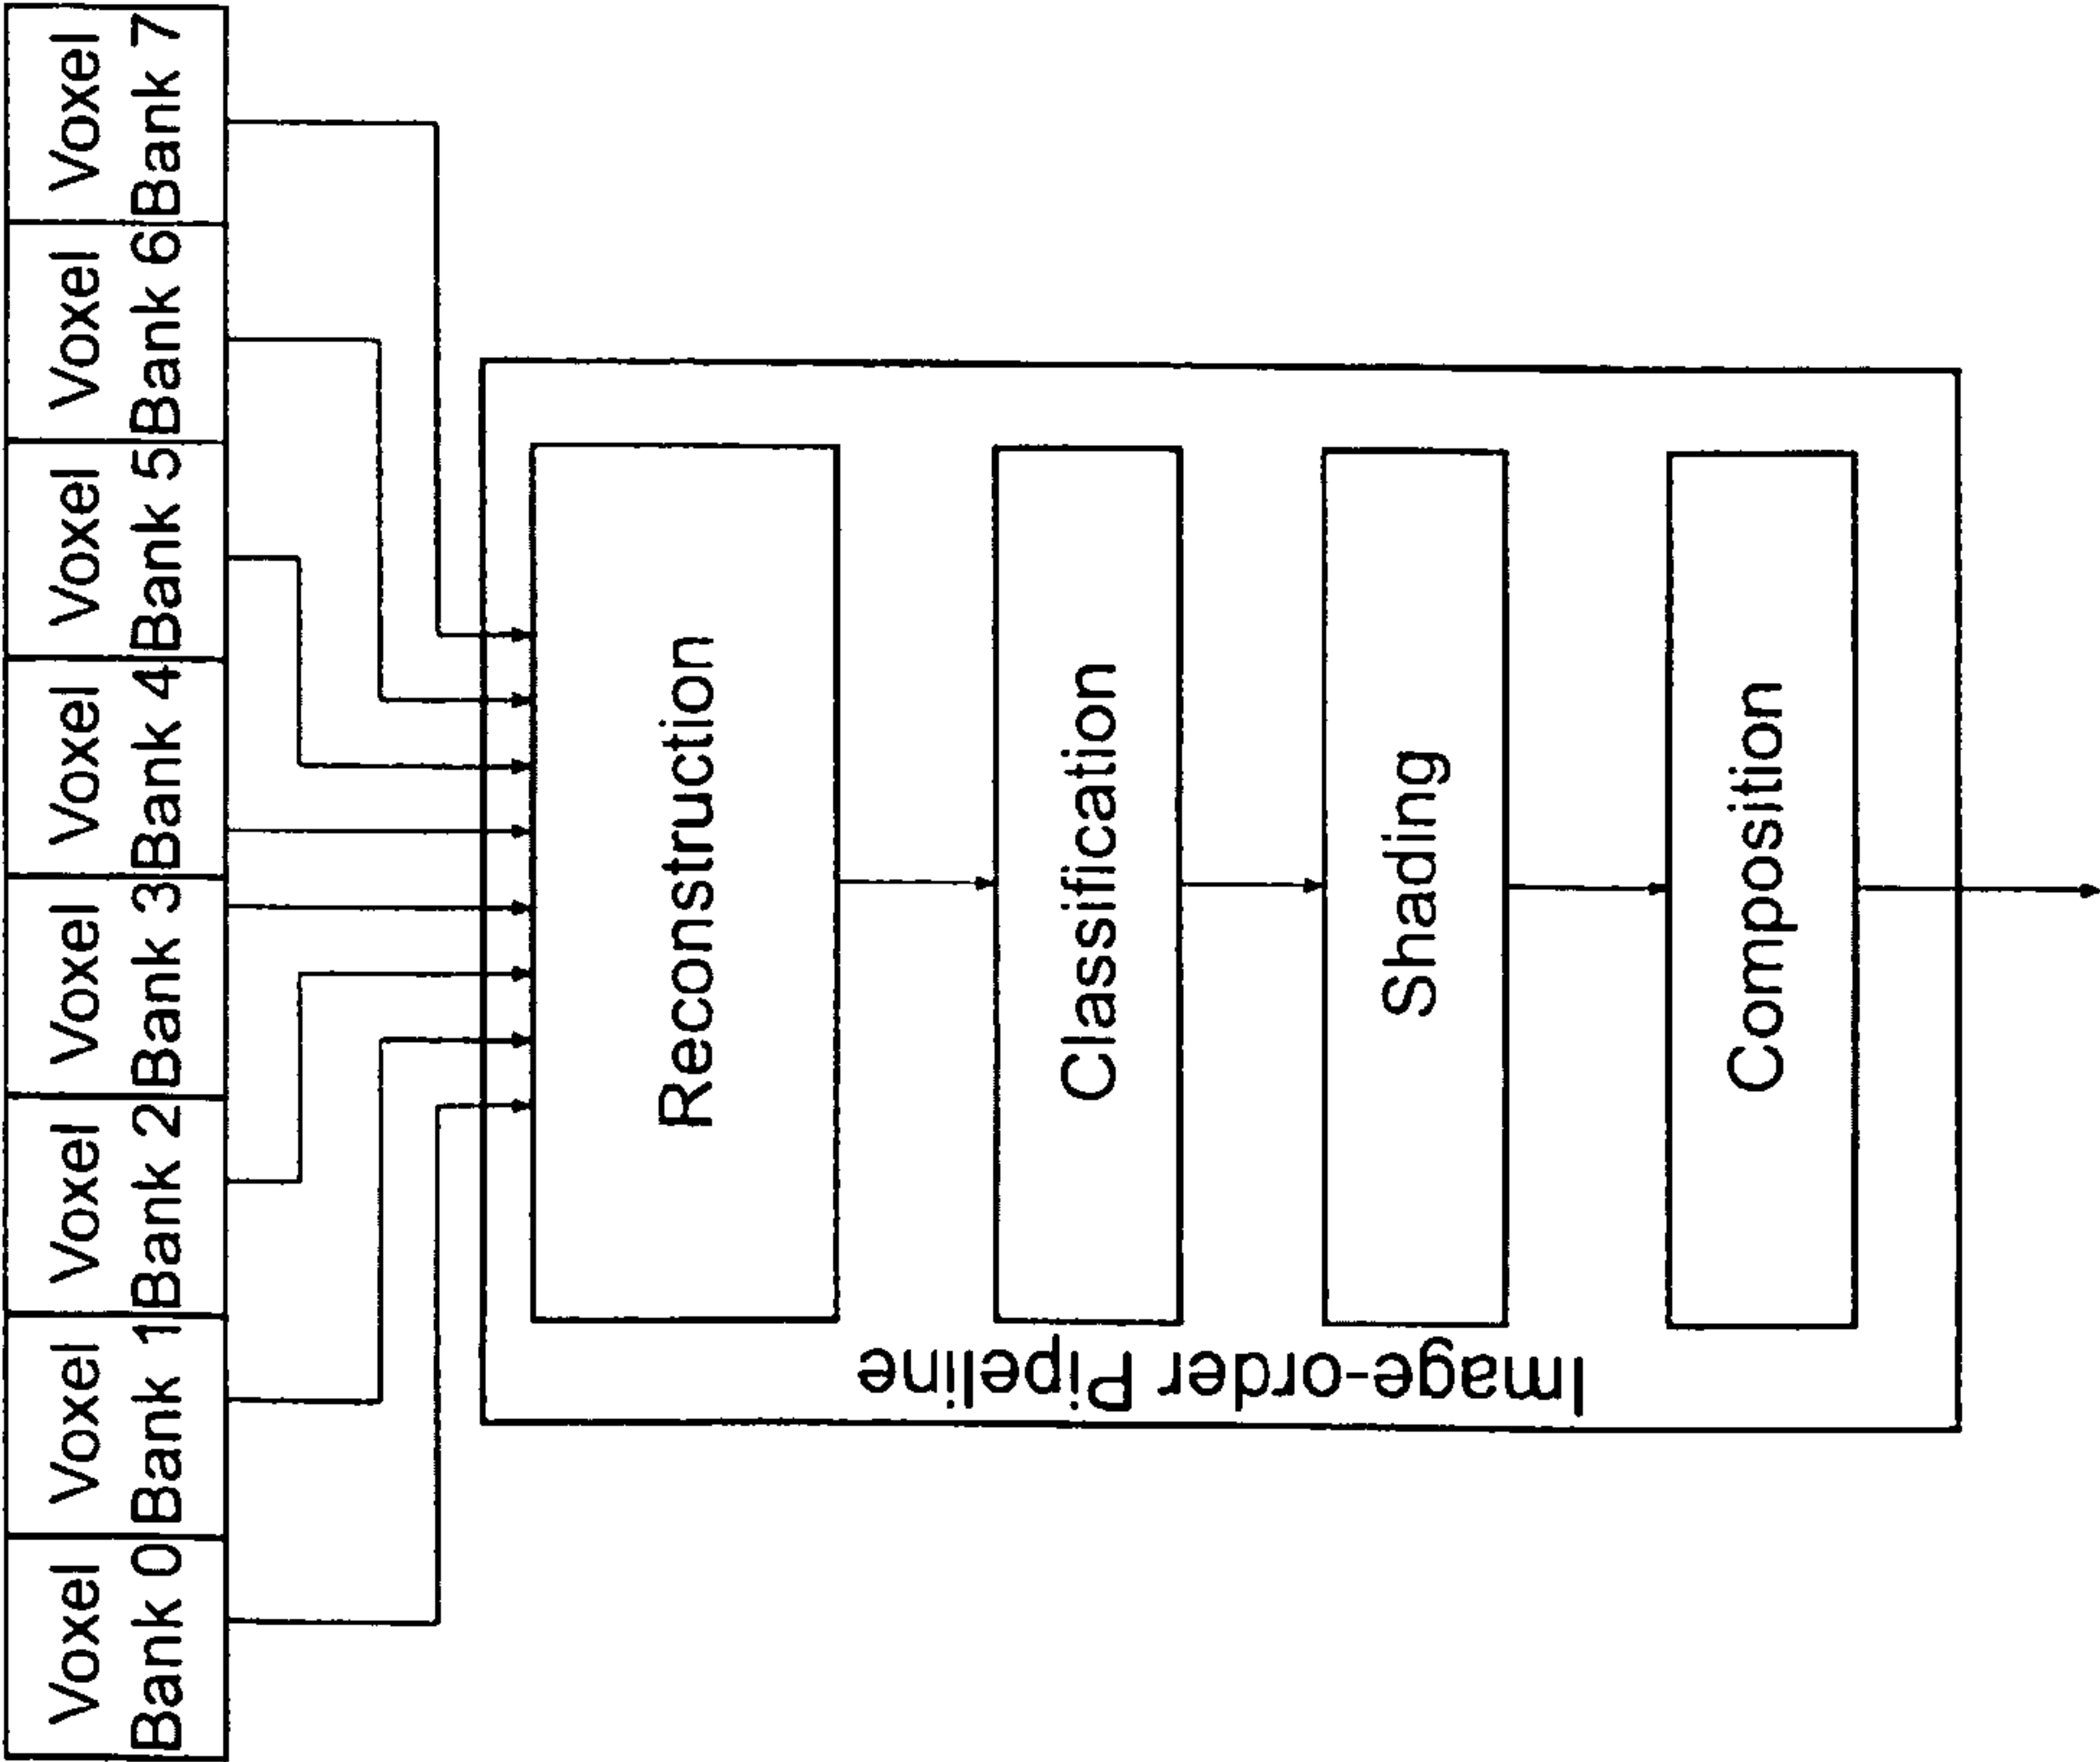 Voxel
Bank 0
Voxel
Bank 1
Voxel
Bank 2
Voxel
Bank 3
Voxel
Bank 4
Voxel
Bank 5
Voxel
Bank 6
Voxel
Bank 7
Image-order Pipeline
Reconstruction
Classification
Shading
Composition